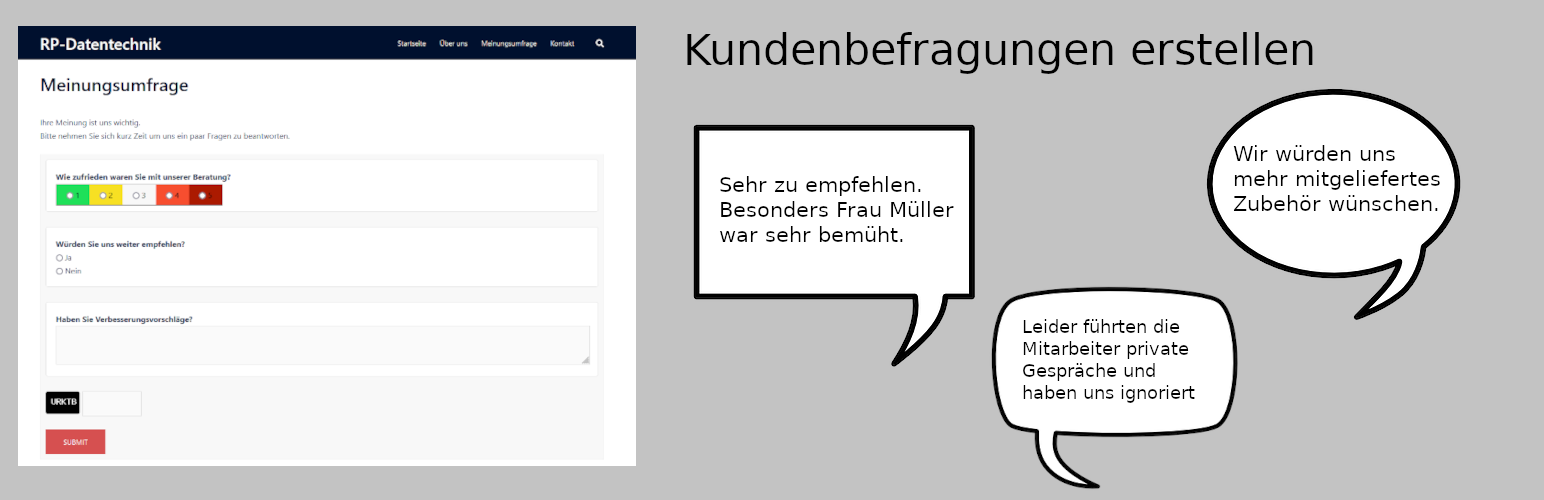 RP-Datentechnik
Startseite Über uns Meinungsumfrage Kontakt
Meinungsumfrage
Ihre Meinung ist uns wichtig.
Bitte nehmen Sie sich kurz Zeit um uns ein paar Fragen zu beantworten.
Wie zufrieden waren Sie mit unserer Beratung?
1 2 3 4 5
Würden Sie uns weiter empfehlen?
Ja
Nein
Haben Sie Verbesserungsvorschläge?
URKTB
SUBMIT
Kundenbefragungen erstellen
Sehr zu empfehlen.
Besonders Frau Müller
war sehr bemüht.
Leider führten die
Mitarbeiter private
Gespräche und
haben uns ignoriert
Wir würden uns
mehr mitgeliefertes
Zubehör wünschen.